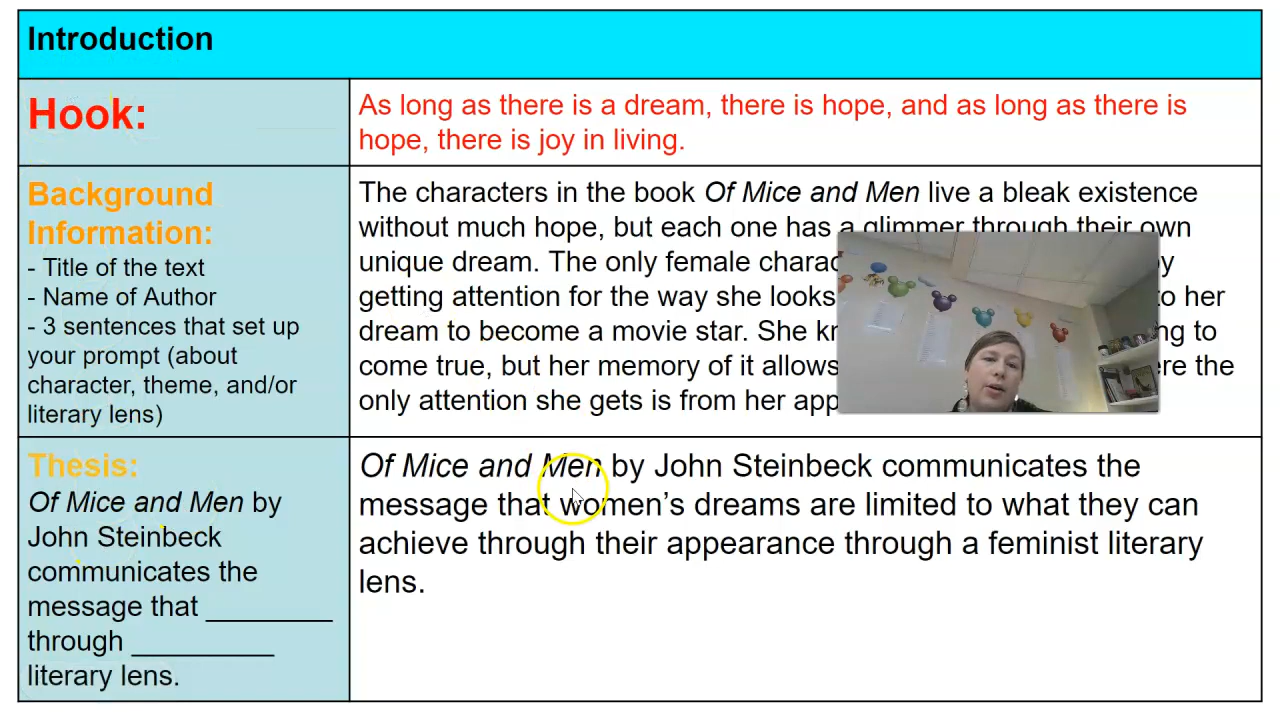 Introduction
Hook:
As long as there is a dream, there is hope, and as long as there is
hope, there is joy in living.
Background
Information:
- Title of the text
- Name of Author
- 3 sentences that set up
your prompt (about
character, theme, and/or
literary lens)
The characters in the book Of Mice and Men live a bleak existence
without much hope, but each one has a glimmer through their own
unique dream. The only female
getting attention for the way she looks to her
dream to become a movie star. She to
come true, but her memory of it allows the
only attention she gets is from her
Thesis:
Of Mice and Men by
John Steinbeck
communicates the
message that _________
through __________
literary lens.
Of Mice and Men by John Steinbeck communicates the
message that women's dreams are limited to what they can
achieve through their appearance through a feminist literary
lens.